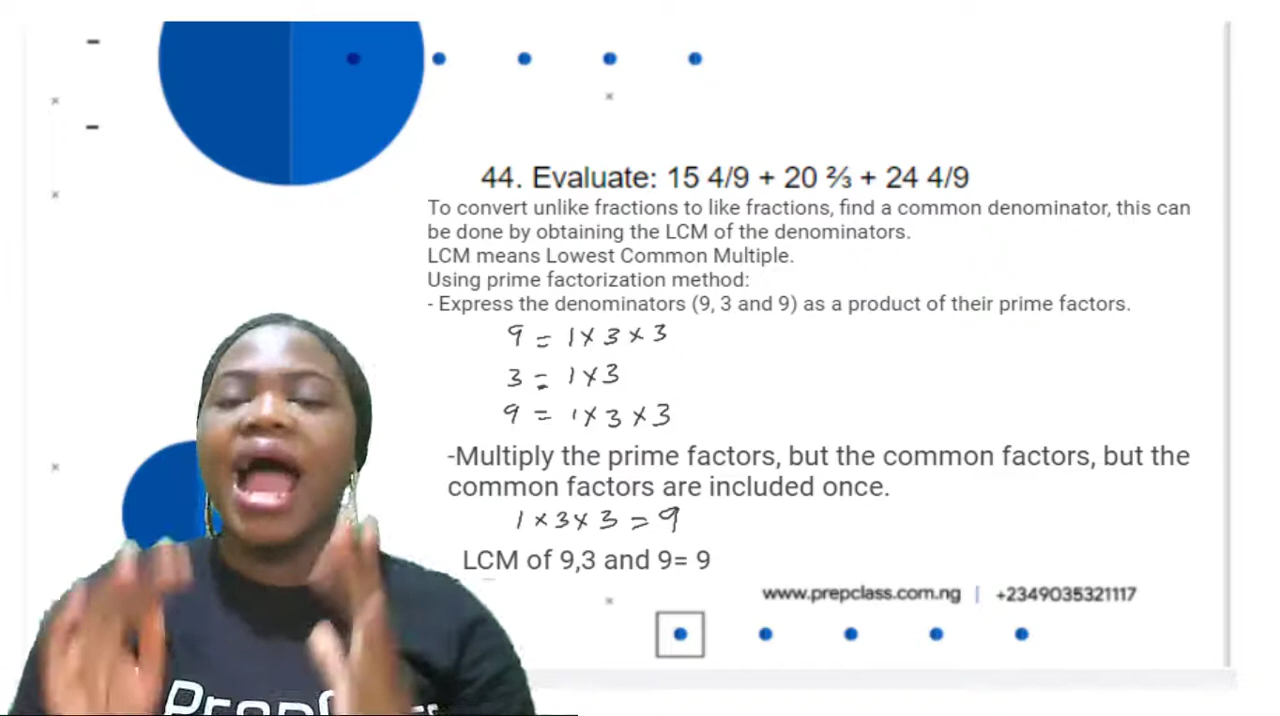 44. Evaluate: 15 4/9 + 20 ⅔ + 24 4/9
To convert unlike fractions to like fractions, find a common denominator, this can
be done by obtaining the LCM of the denominators.
LCM means Lowest Common Multiple.
Using prime factorization method:
- Express the denominators (9, 3 and 9) as a product of their prime factors.
9 = 1 × 3 × 3
3 = 1 × 3
9 = 1 × 3 × 3
-Multiply the prime factors, but the common factors, but the
common factors are included once.
1 × 3 × 3 = 9
LCM of 9,3 and 9= 9
www.prepclass.com.ng | +2349035321117